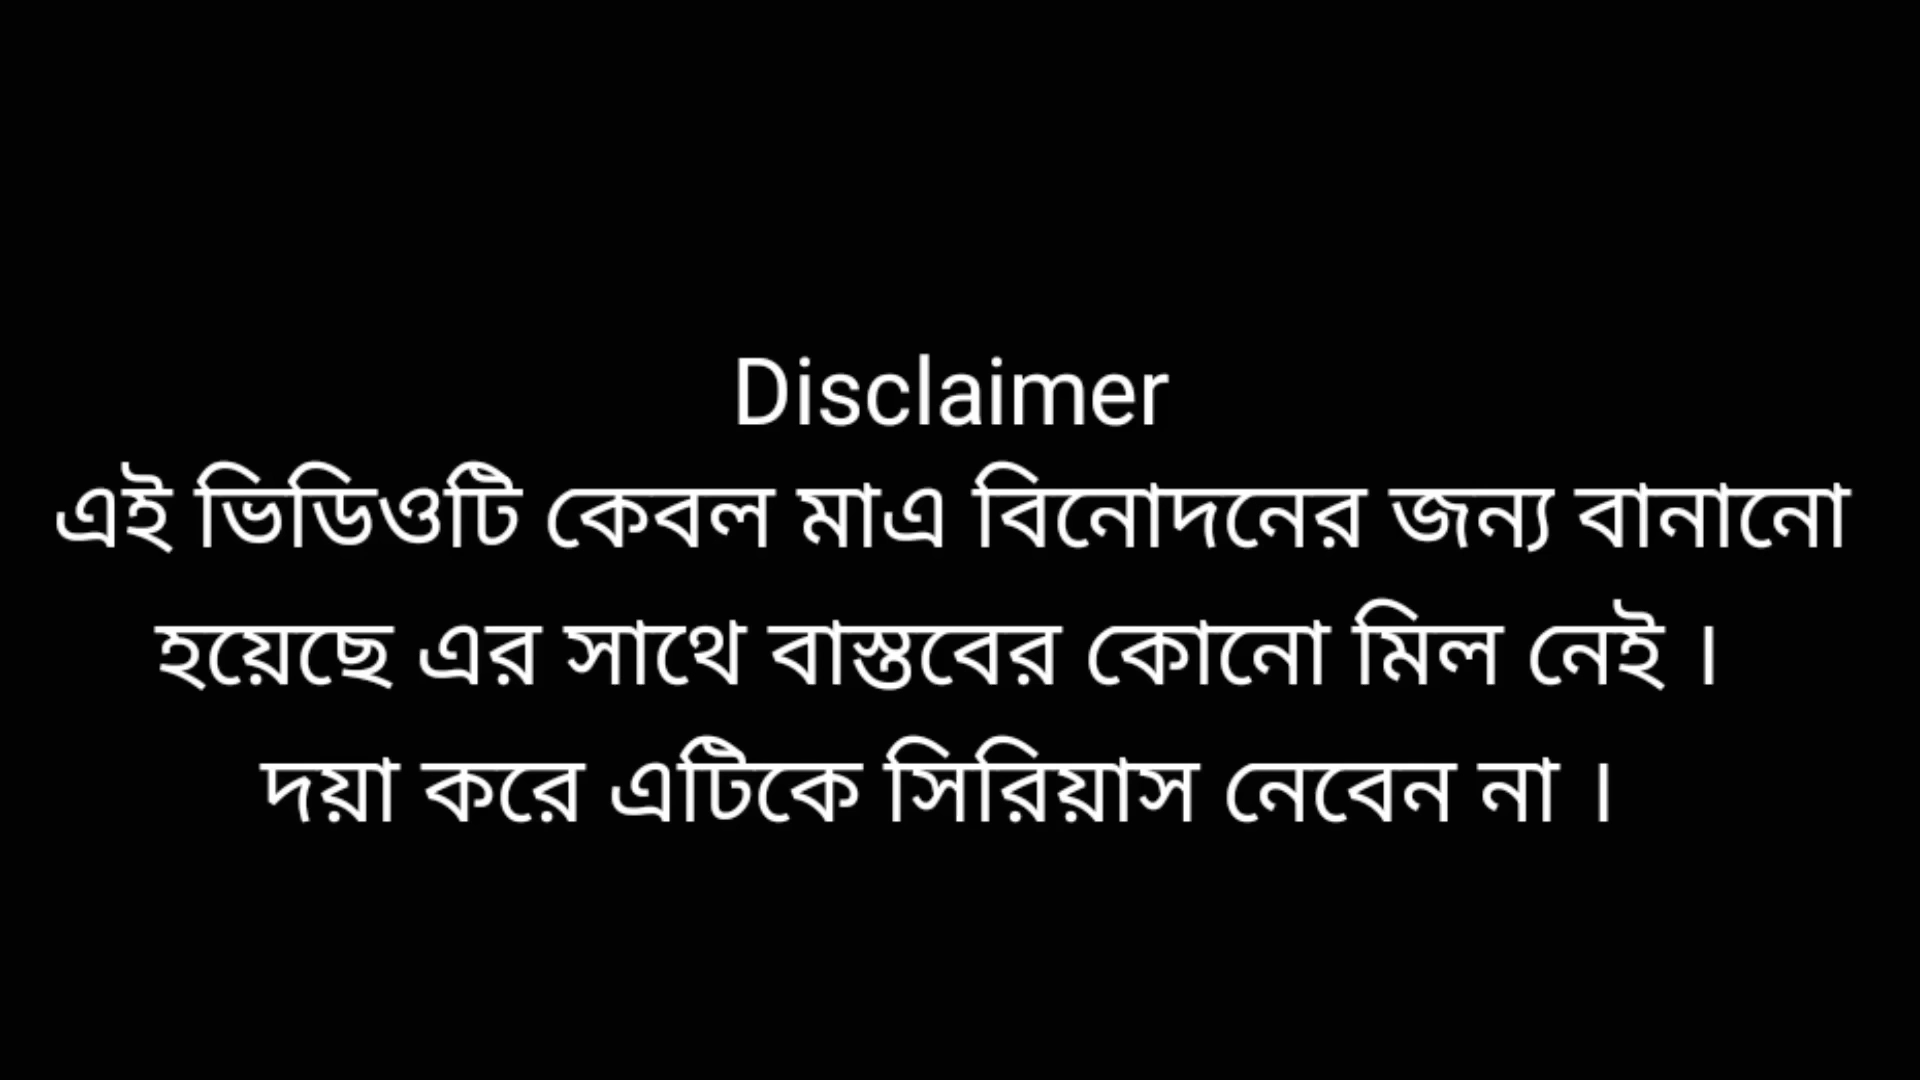 Disclaimer
এই ভিডিওটি কেবল মাএ বিনোদনের জন্য বানানো
হয়েছে এর সাথে বাস্তবের কোনো মিল নেই ।
দয়া করে এটিকে সিরিয়াস নেবেন না ।